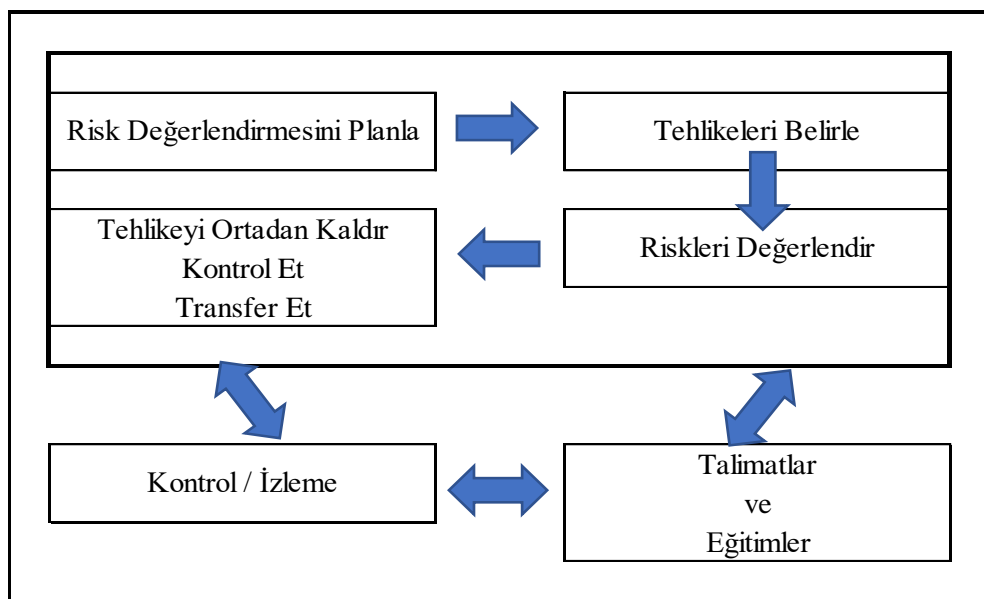 Risk Değerlendirmesini Planla
Tehlikeleri Belirle
Tehlikeyi Ortadan Kaldır
Kontrol Et
Transfer Et
Riskleri Değerlendir
Kontrol / İzleme
Talimatlar
ve
Eğitimler